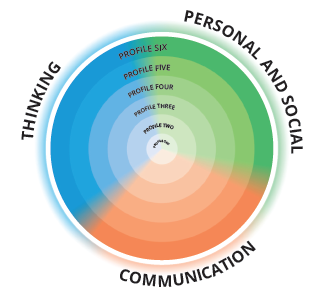 PERSONAL AND SOCIAL
THINKING
COMMUNICATION
PROFILE SIX
PROFILE FIVE
PROFILE FOUR
PROFILE THREE
PROFILE TWO